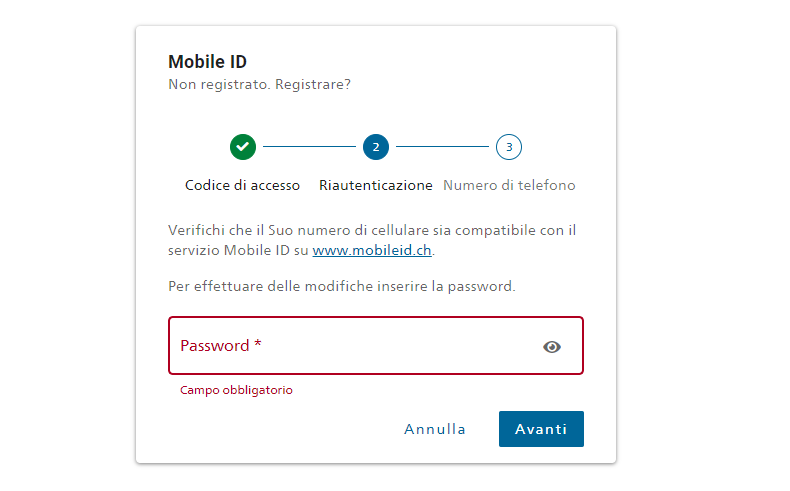 Mobile ID
Non registrato. Registrare?
2
3
Codice di accesso
Riautenticazione
Numero di telefono
Verifichi che il Suo numero di cellulare sia compatibile con il
servizio Mobile ID su www.mobileid.ch.
Per effettuare delle modifiche inserire la password.
Password *
Campo obbligatorio
Annulla
Avanti